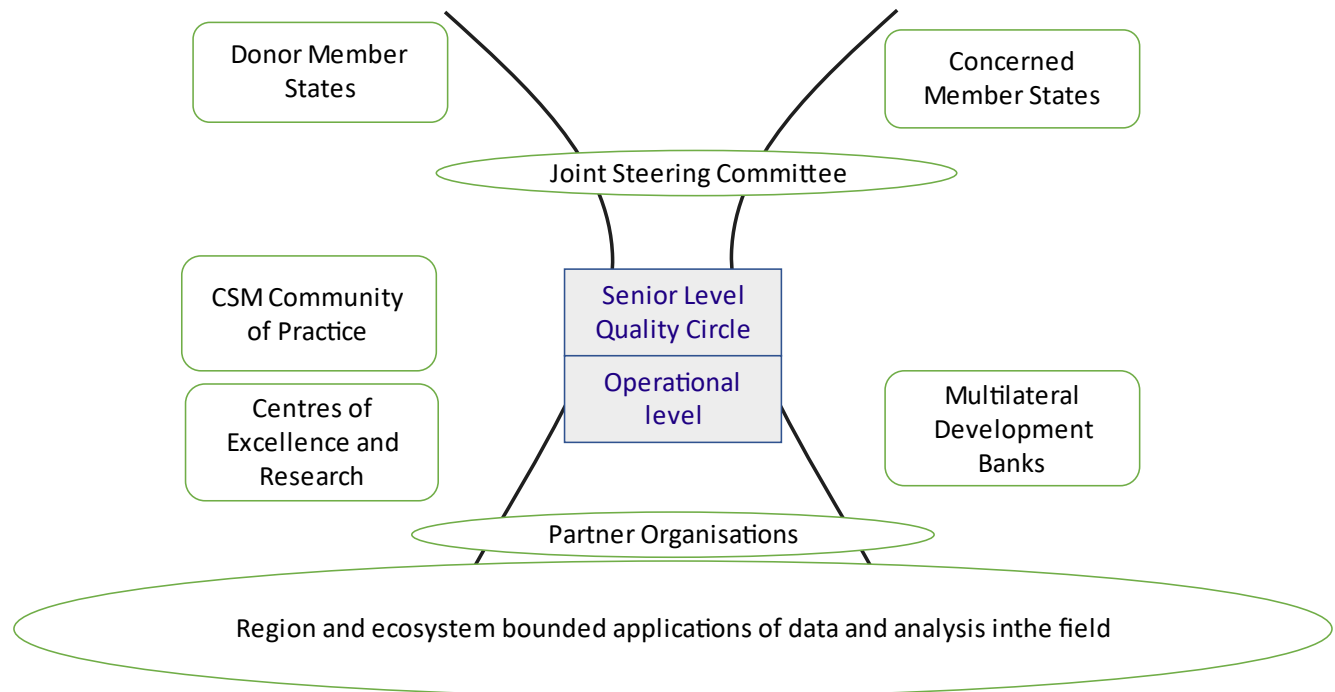 Donor Member
States
Concerned
Member States
Joint Steering Committee
CSM Community
of Practice
Senior Level
Quality Circle
Operational
level
Centres of
Excellence and
Research
Multilateral
Development
Banks
Partner Organisations
Region and ecosystem bounded applications of data and analysis inthe field